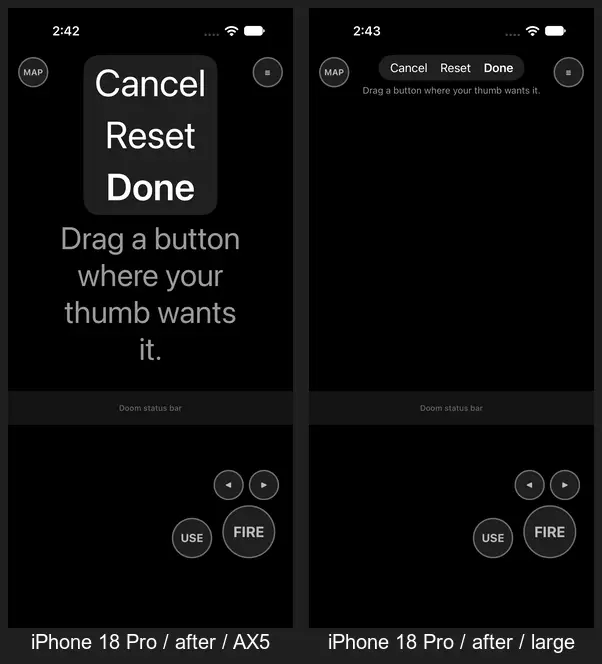 2:42
MAP
Cancel
Reset
Done
Drag a button
where your
thumb wants
it.
Doom status bar
USE
FIRE
iPhone 18 Pro / after / AX5
2:43
MAP
Cancel Reset Done
Drag a button where your thumb wants it.
Doom status bar
USE
FIRE
iPhone 18 Pro / after / large